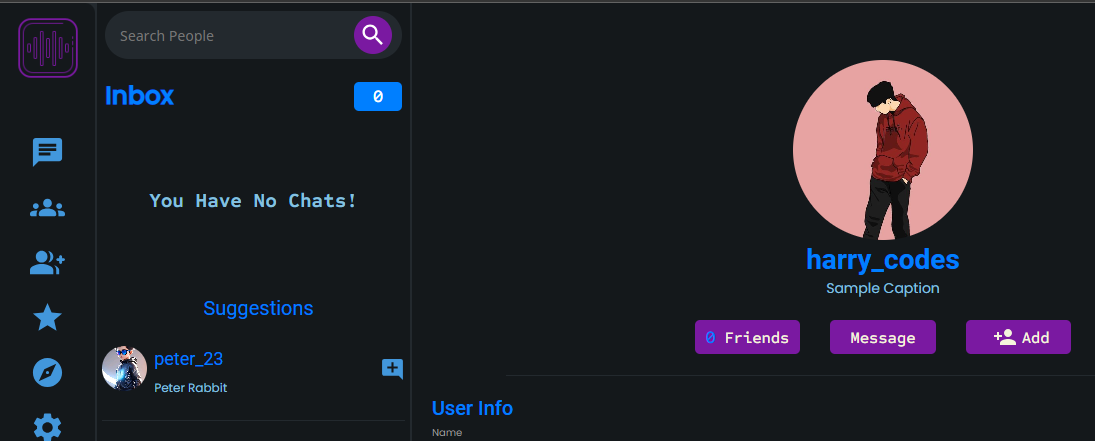 Search People
Inbox
0
You Have No Chats!
Suggestions
peter_23
Peter Rabbit
harry_codes
Sample Caption
0 Friends
Message
Add
User Info
Name